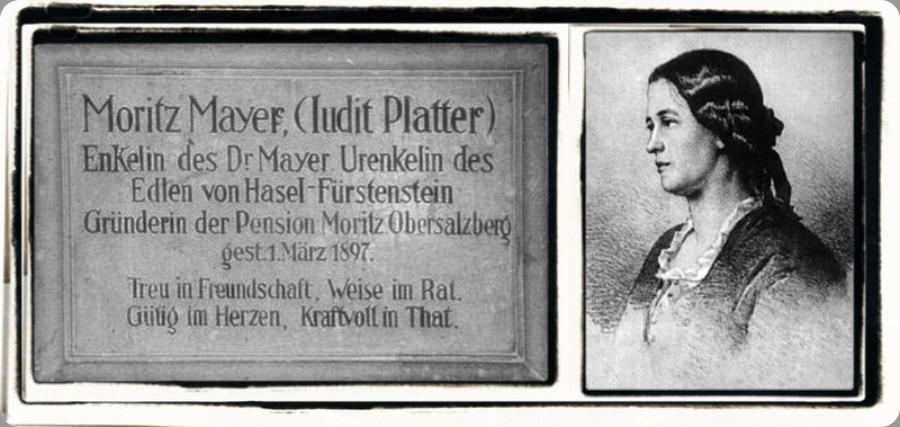 Moritz Mayer, (Iudit Platter)
EnKelin des Dr Mayer UrenKelin des
Edlen von Hasel-Fürstenstein
Gründerin der Pension Moritz Obersalzberg
gest. 1. März 1897.
Treu in Freundschaft, Weise im Rat.
Gütig im Herzen, Kraftvoll in That.